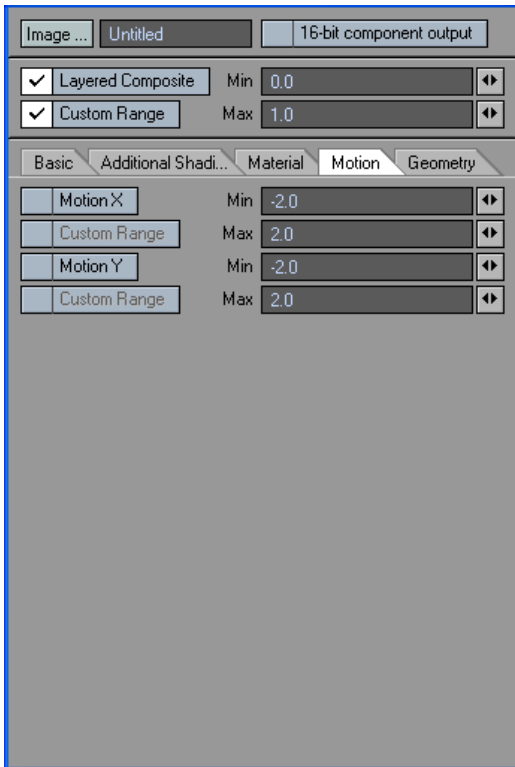 Image ... Untitled 16-bit component output
Layered Composite Min 0.0
Custom Range Max 1.0
Basic Additional Shadi... Material Motion Geometry
Motion X Min -2.0
Custom Range Max 2.0
Motion Y Min -2.0
Custom Range Max 2.0